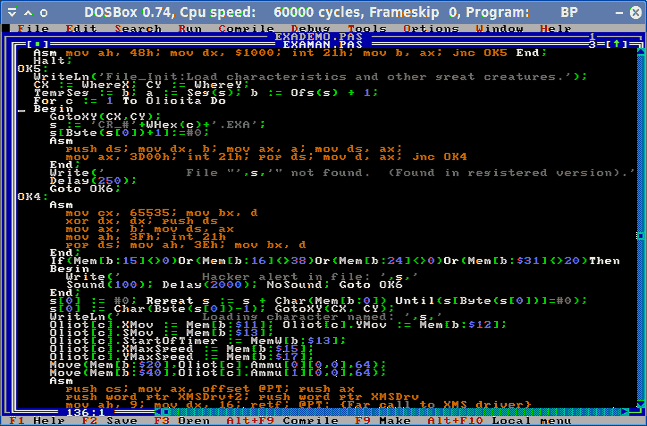 DOSBox 0.74, Cpu speed: 60000 cycles, Frameskip 0, Program: BP
File Edit Search Run Compile Debug Tools Options Window Help
EXADEMO.PAS 1
EXAMAN.PAS 3=[↑]
Asm mov ah, 48h; mov dx, $1000; int 21h; mov b, ax; jnc OK5 End;
Halt;
OK5:
WriteLn('File_Init:Load characteristics and other great creatures.');
CX := WhereX; CY := WhereY;
TempSeg := b; a := Seg(s); b := Ofs(s) + 1;
For c := 1 To Olioita Do
Begin
GotoXY(CX,CY);
s := 'CR_#'+WHex(c)+'.EXA';
s[Byte(s[0])+1]:=#0;
Asm
push ds; mov dx, b; mov ax, a; mov ds, ax;
mov ax, 3D00h; int 21h; pop ds; mov d, ax; jnc OK4
End;
Write(' File "',s,'" not found. (Found in registered version).'
Delay(250);
Goto OK6;
OK4:
Asm
mov cx, 65535; mov bx, d
xor dx, dx; push ds
mov ax, b; mov ds, ax
mov ah, 3Fh; int 21h
pop ds; mov ah, 3Eh; mov bx, d
End;
If(Mem[b:15]<>0)Or(Mem[b:16]<>38)Or(Mem[b:24]<>0)Or(Mem[b:$31]<>20)Then
Begin
Write(' Hacker alert in file: ',s,'
Sound(100); Delay(2000); NoSound; Goto OK6
End;
s[0] := #0; Repeat s := s + Char(Mem[b:0]) Until(s[Byte(s[0])]=#0);
s[0] := Char(Byte(s[0])-1); GotoXY(CX, CY);
WriteLn(' Loading character named: ',s,'
Oliot[c].XMov := Mem[b:$11]; Oliot[c].YMov := Mem[b:$12];
Oliot[c].SMov := Mem[b:$13];
Oliot[c].StartOfTimer := MemW[b:$13];
Oliot[c].XMaxSpeed := Mem[b:$15];
Oliot[c].YMaxSpeed := Mem[b:$17];
Move(Mem[b:$20],Oliot[c].Ammu[0][0,0],64);
Move(Mem[b:$40],Oliot[c].Ammu[1][0,0],64);
Asm
push cs; mov ax, offset @PT; push ax
push word ptr XMSDrv+2; push word ptr XMSDrv
mov ah, 9; mov dx, 16; retf; @PT: {Far call to XMS driver}
136:1
F1 Help F2 Save F3 Open Alt+F9 Compile F9 Make Alt+F10 Local menu